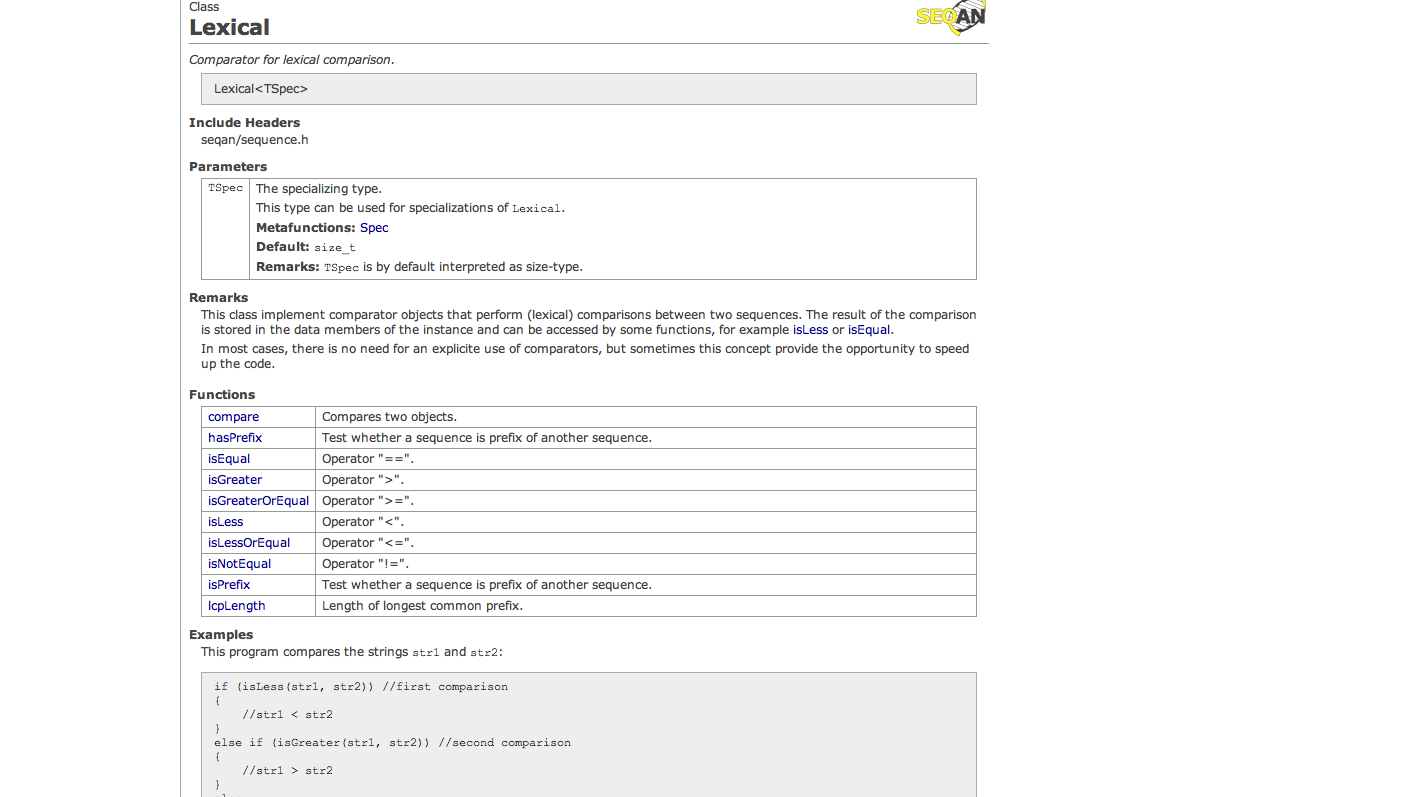 Class
Lexical
SEQAN
Comparator for lexical comparison.
Lexical<TSpec>
Include Headers
seqan/sequence.h
Parameters
TSpec The specializing type.
This type can be used for specializations of Lexical.
Metafunctions: Spec
Default: size_t
Remarks: TSpec is by default interpreted as size-type.
Remarks
This class implement comparator objects that perform (lexical) comparisons between two sequences. The result of the comparison
is stored in the data members of the instance and can be accessed by some functions, for example isLess or isEqual.
In most cases, there is no need for an explicite use of comparators, but sometimes this concept provide the opportunity to speed
up the code.
Functions
compare Compares two objects.
hasPrefix Test whether a sequence is prefix of another sequence.
isEqual Operator "==".
isGreater Operator ">".
isGreaterOrEqual Operator ">=".
isLess Operator "<".
isLessOrEqual Operator "<=".
isNotEqual Operator "!=".
isPrefix Test whether a sequence is prefix of another sequence.
lcpLength Length of longest common prefix.
Examples
This program compares the strings str1 and str2:
if (isLess(str1, str2)) //first comparison
{
//str1 < str2
}
else if (isGreater(str1, str2)) //second comparison
{
//str1 > str2
}